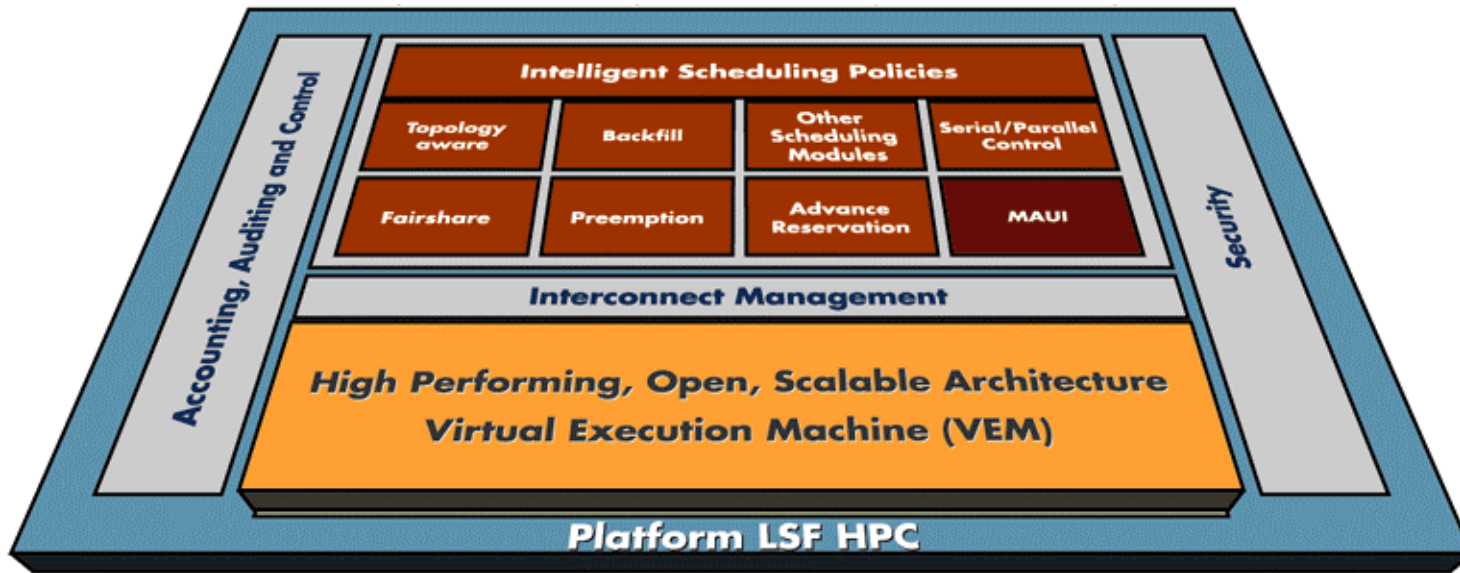 Intelligent Scheduling Policies
Topology
aware
Backfill
Other
Scheduling
Modules
Serial/Parallel
Control
Fairshare
Preemption
Advance
Reservation
MAUI
Accounting, Auditing and Control
Security
Interconnect Management
High Performing, Open, Scalable Architecture
Virtual Execution Machine (VEM)
Platform LSF HPC